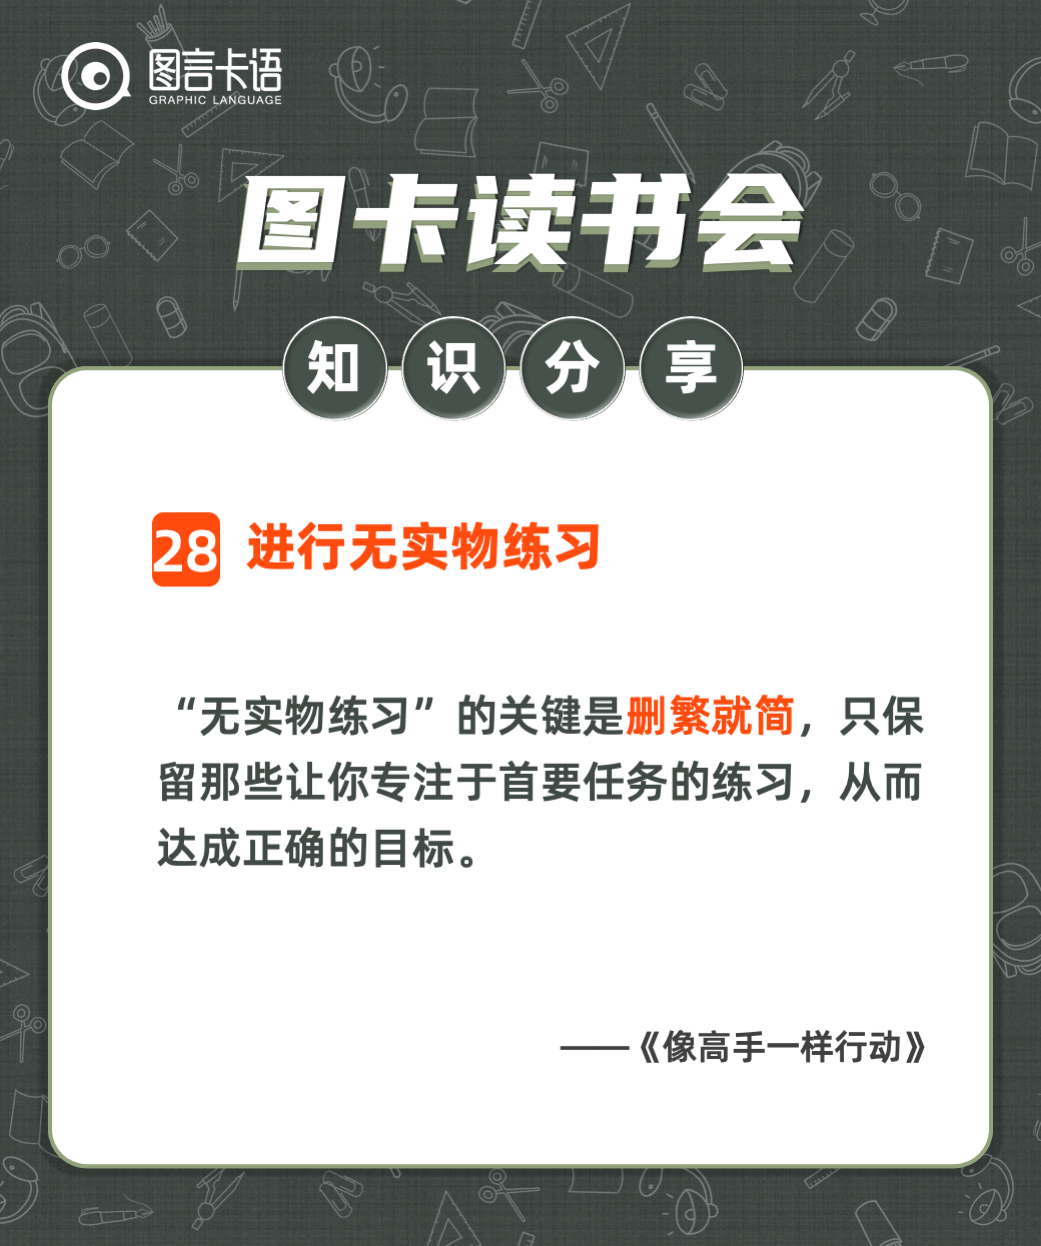 图言卡语
GRAPHIC LANGUAGE
图卡读书会
知识分享
28 进行无实物练习
“无实物练习”的关键是删繁就简，只保
留那些让你专注于首要任务的练习，从而
达成正确的目标。
——《像高手一样行动》